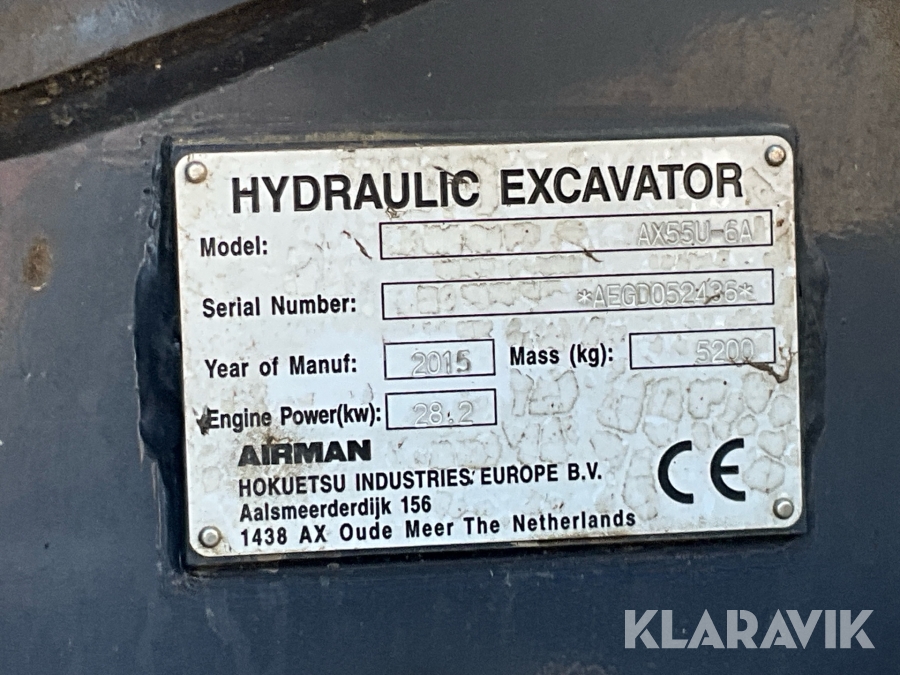 HYDRAULIC EXCAVATOR
Model: AX55U-6A
Serial Number: *AEGD052436*
Year of Manuf: 2015 Mass (kg): 5200
Engine Power(kw): 28.2
AIRMAN
HOKUETSU INDUSTRIES EUROPE B.V.
Aalsmeerderdijk 156
1438 AX Oude Meer The Netherlands
CE
KLARAVIK